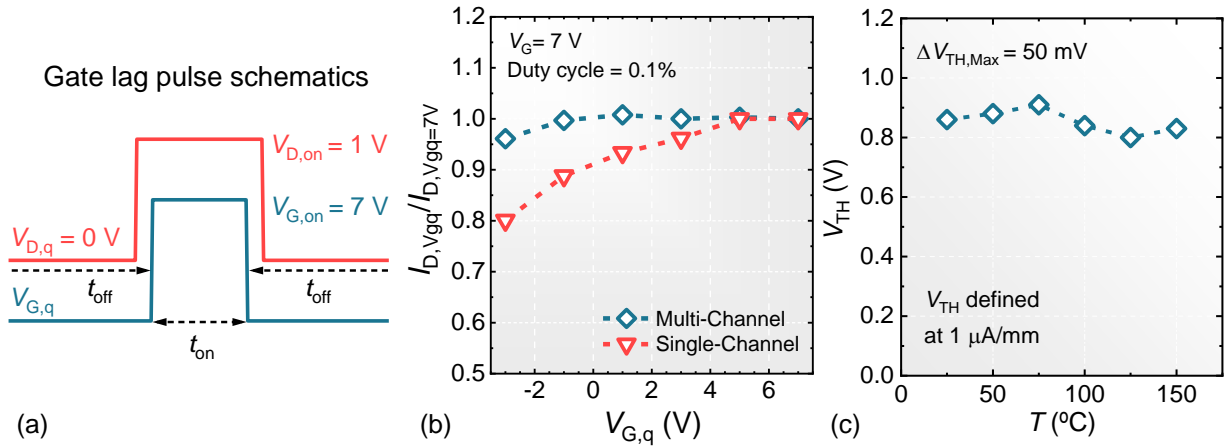 Gate lag pulse schematics
V_D,on = 1 V
V_G,on = 7 V
V_D,q = 0 V
t_off
t_off
V_G,q
t_on
(a)
I_D,Vgq/I_D,Vgq=7V
1.2
1.1
1.0
0.9
0.8
0.7
0.6
0.5
V_G= 7 V
Duty cycle = 0.1%
Multi-Channel
Single-Channel
-2 0 2 4 6
V_G,q (V)
(b)
V_TH (V)
1.2
1.0
0.8
0.6
0.4
0.2
0.0
ΔV_TH,Max = 50 mV
V_TH defined
at 1 μA/mm
0 50 100 150
T (ºC)
(c)